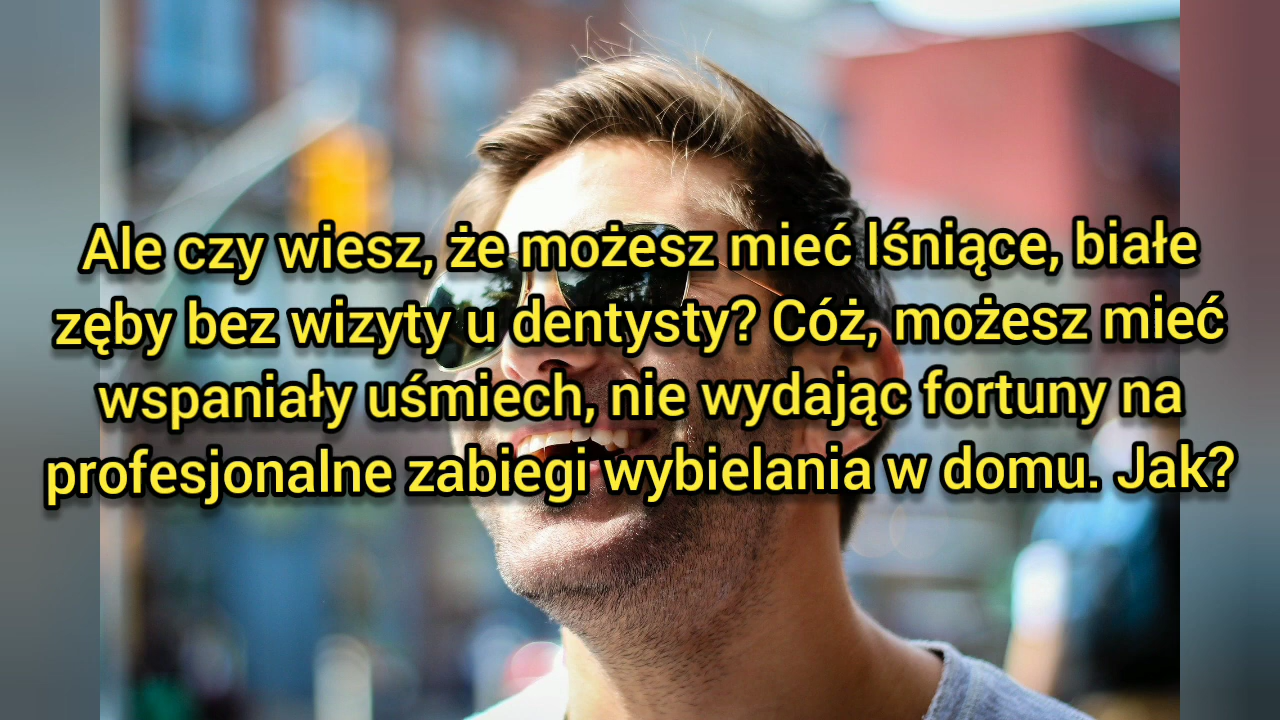 Ale czy wiesz, że możesz mieć lśniące, białe
zęby bez wizyty u dentysty? Cóż, możesz mieć
wspaniały uśmiech, nie wydając fortuny na
profesjonalne zabiegi wybielania w domu. Jak?